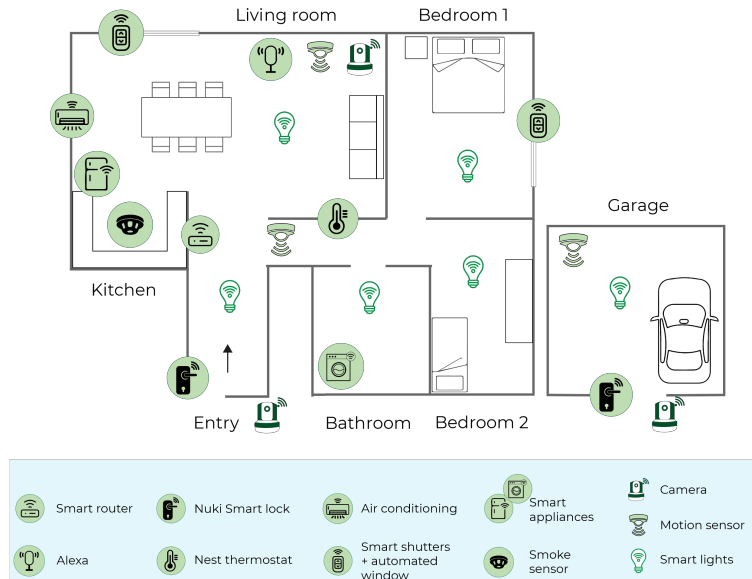 Living room
Bedroom 1
Garage
Kitchen
Entry
Bathroom
Bedroom 2
Smart router
Nuki Smart lock
Air conditioning
Smart
appliances
Camera
Motion sensor
Alexa
Nest thermostat
Smart shutters
+ automated
window
Smoke
sensor
Smart lights